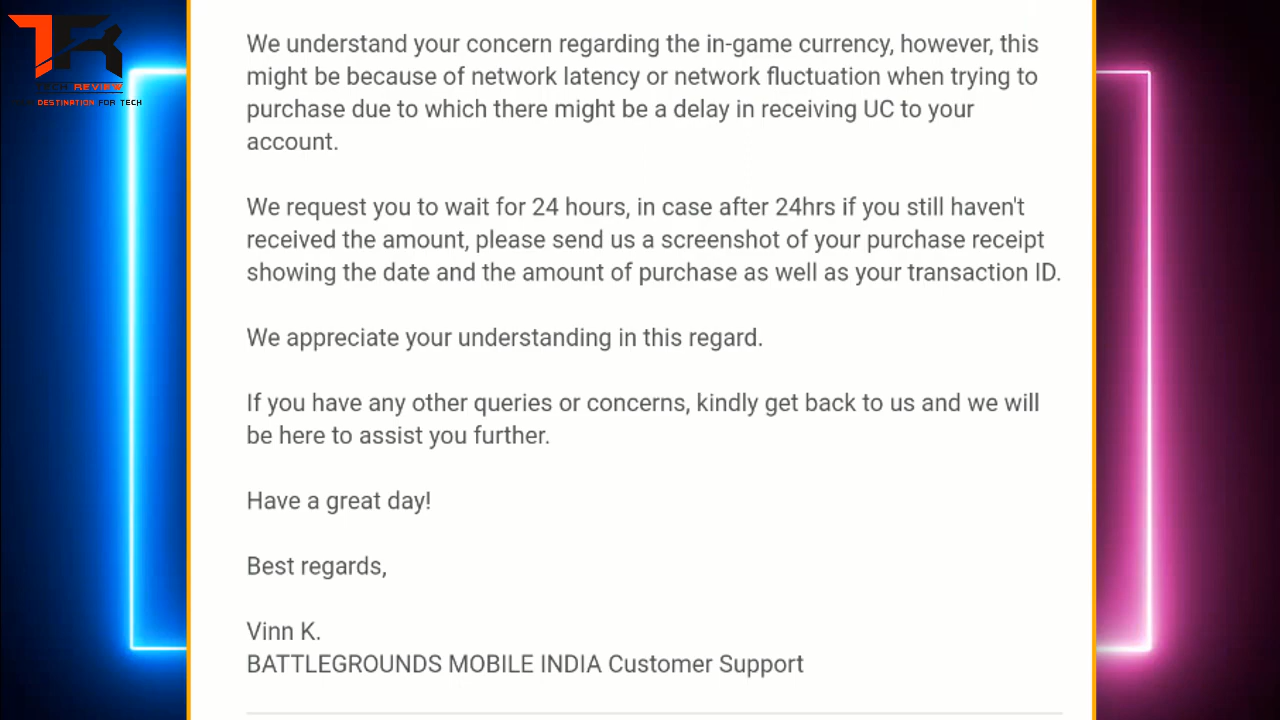 TR
TECH REVIEW
DESTINATION FOR TECH
We understand your concern regarding the in-game currency, however, this
might be because of network latency or network fluctuation when trying to
purchase due to which there might be a delay in receiving UC to your
account.
We request you to wait for 24 hours, in case after 24hrs if you still haven't
received the amount, please send us a screenshot of your purchase receipt
showing the date and the amount of purchase as well as your transaction ID.
We appreciate your understanding in this regard.
If you have any other queries or concerns, kindly get back to us and we will
be here to assist you further.
Have a great day!
Best regards,
Vinn K.
BATTLEGROUNDS MOBILE INDIA Customer Support